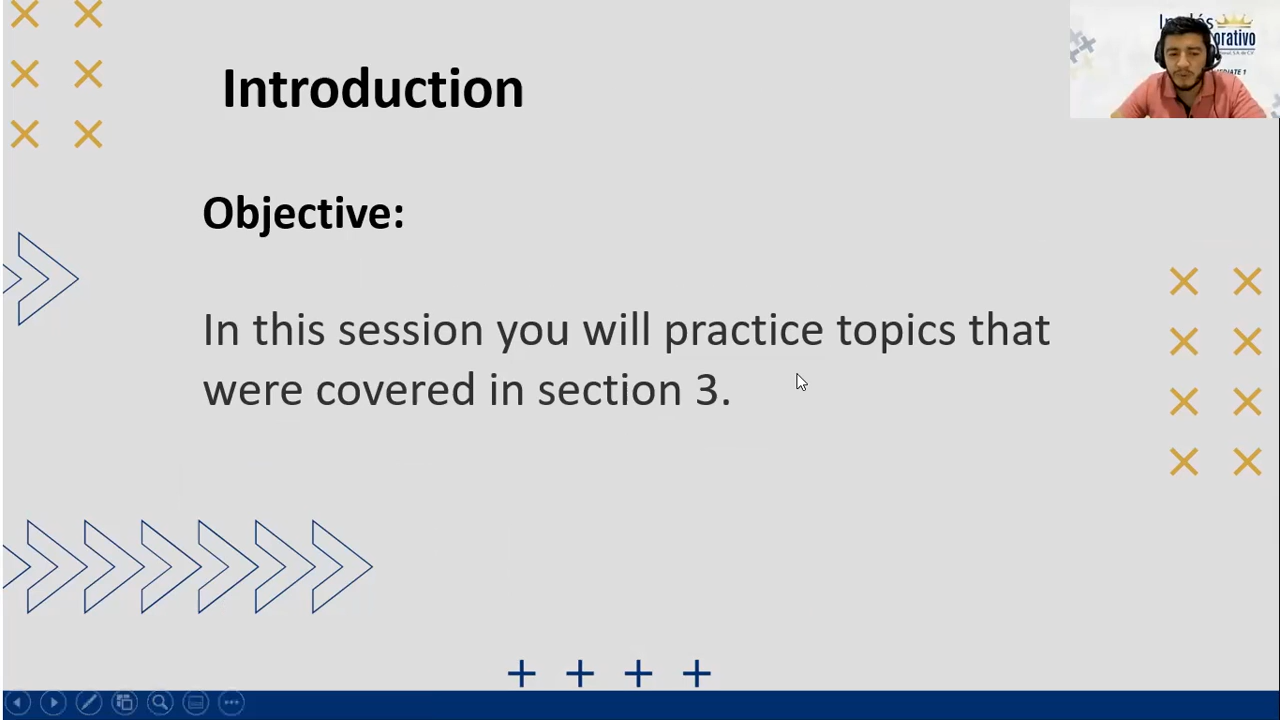 Introduction
Objective:
In this session you will practice topics that
were covered in section 3.